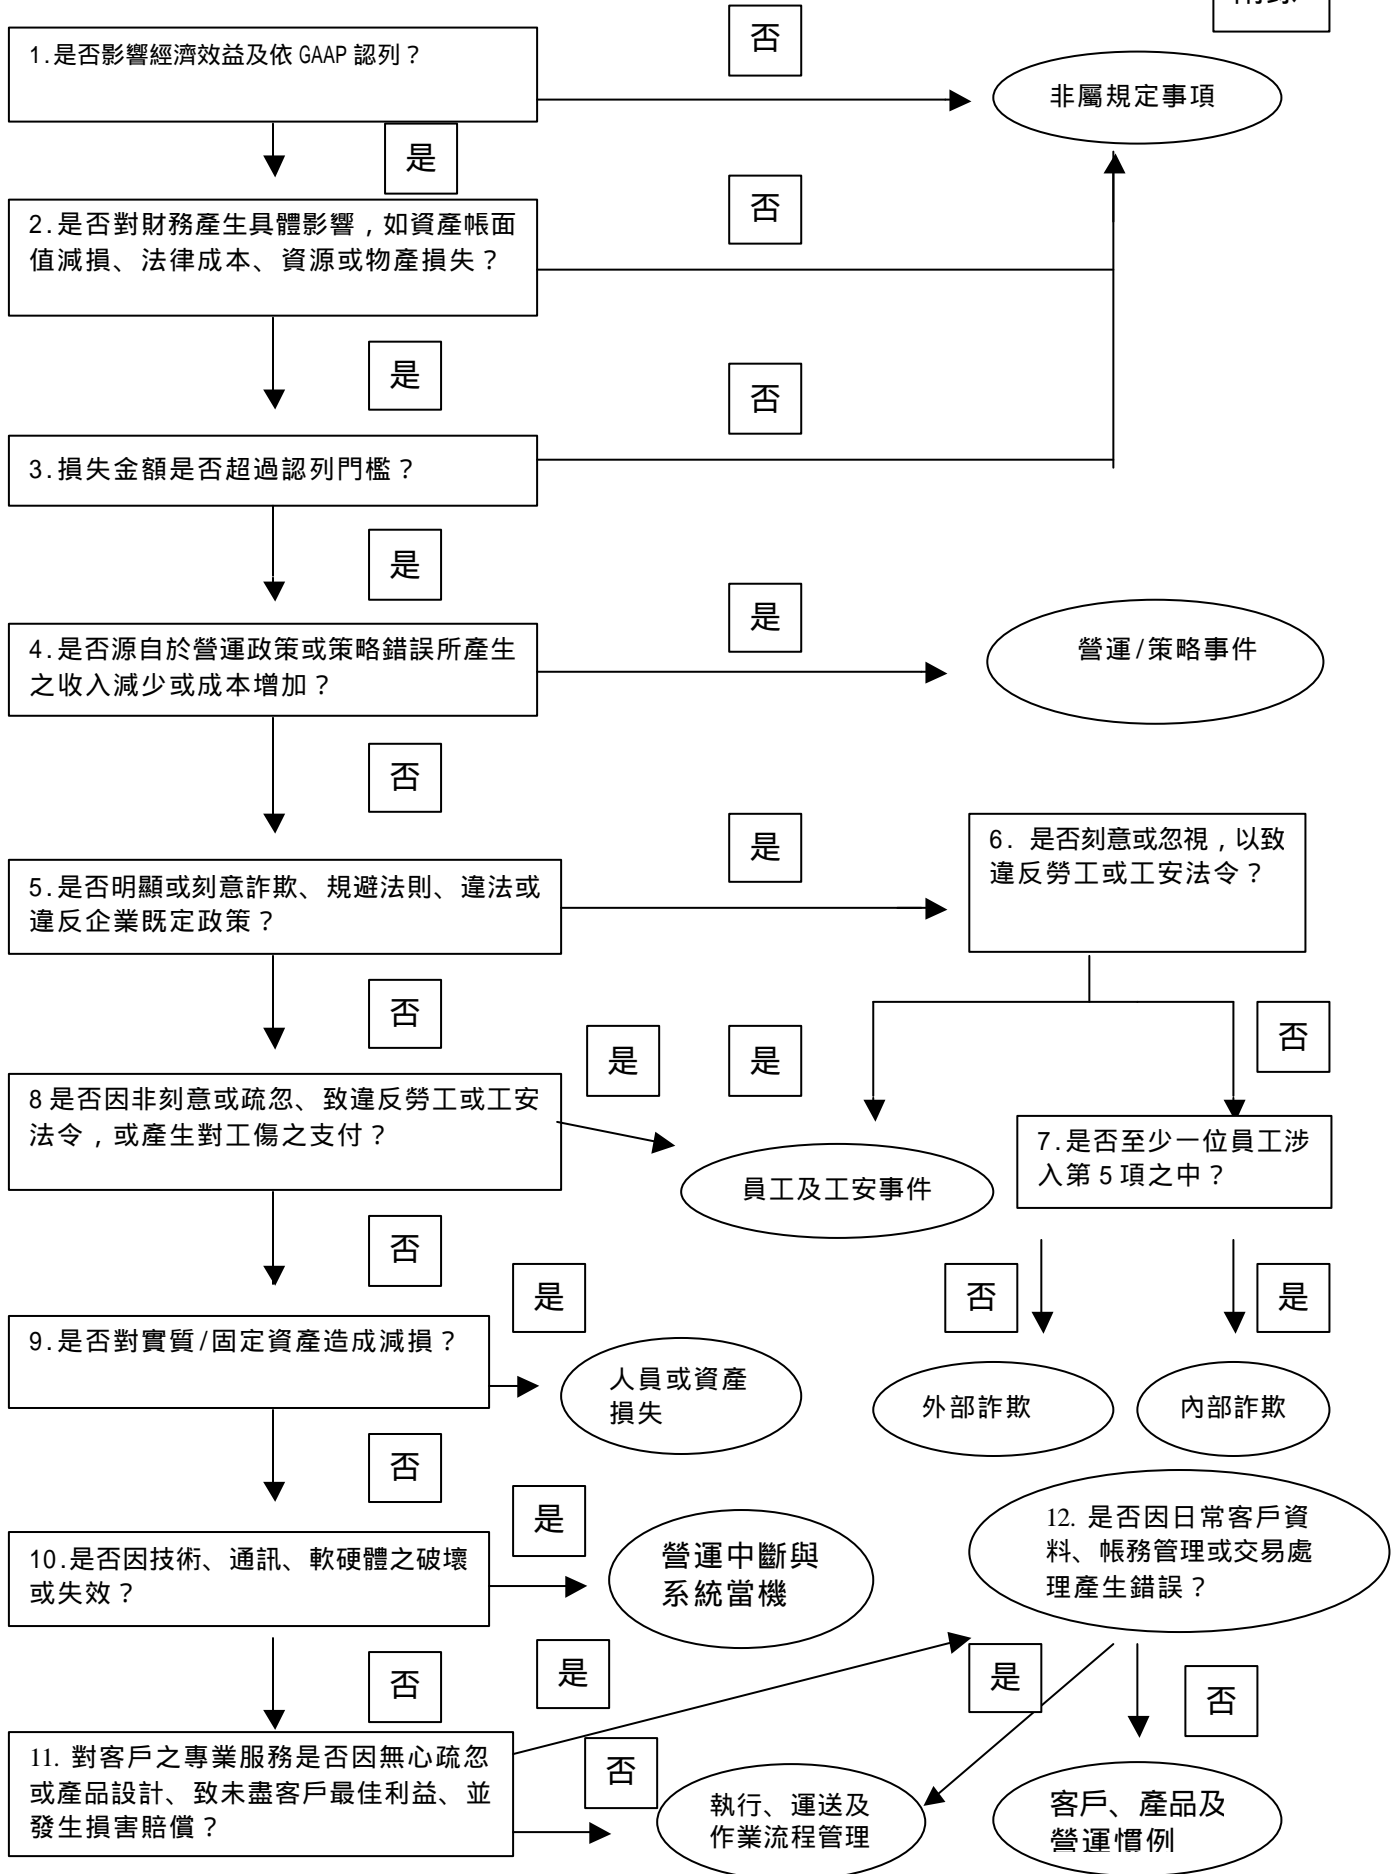 否
1.是否影響經濟效益及依 GAAP 認列？
非屬規定事項
是
否
2.是否對財務產生具體影響，如資產帳面
值減損、法律成本、資源或物產損失？
是
否
3.損失金額是否超過認列門檻？
是
是
4.是否源自於營運政策或策略錯誤所產生
之收入減少或成本增加？
營運/策略事件
否
是
6. 是否刻意或忽視，以致
違反勞工或工安法令？
5.是否明顯或刻意詐欺、規避法則、違法或
違反企業既定政策？
否
是
是
否
8 是否因非刻意或疏忽、致違反勞工或工安
法令，或產生對工傷之支付？
員工及工安事件
7.是否至少一位員工涉
入第 5 項之中？
否
是
否
是
9.是否對實質/固定資產造成減損？
人員或資產
損失
外部詐欺
內部詐欺
否
是
10.是否因技術、通訊、軟硬體之破壞
或失效？
營運中斷與
系統當機
12. 是否因日常客戶資
料、帳務管理或交易處
理產生錯誤？
否
是
是
否
11. 對客戶之專業服務是否因無心疏忽
或產品設計、致未盡客戶最佳利益、並
發生損害賠償？
否
執行、運送及
作業流程管理
客戶、產品及
營運慣例